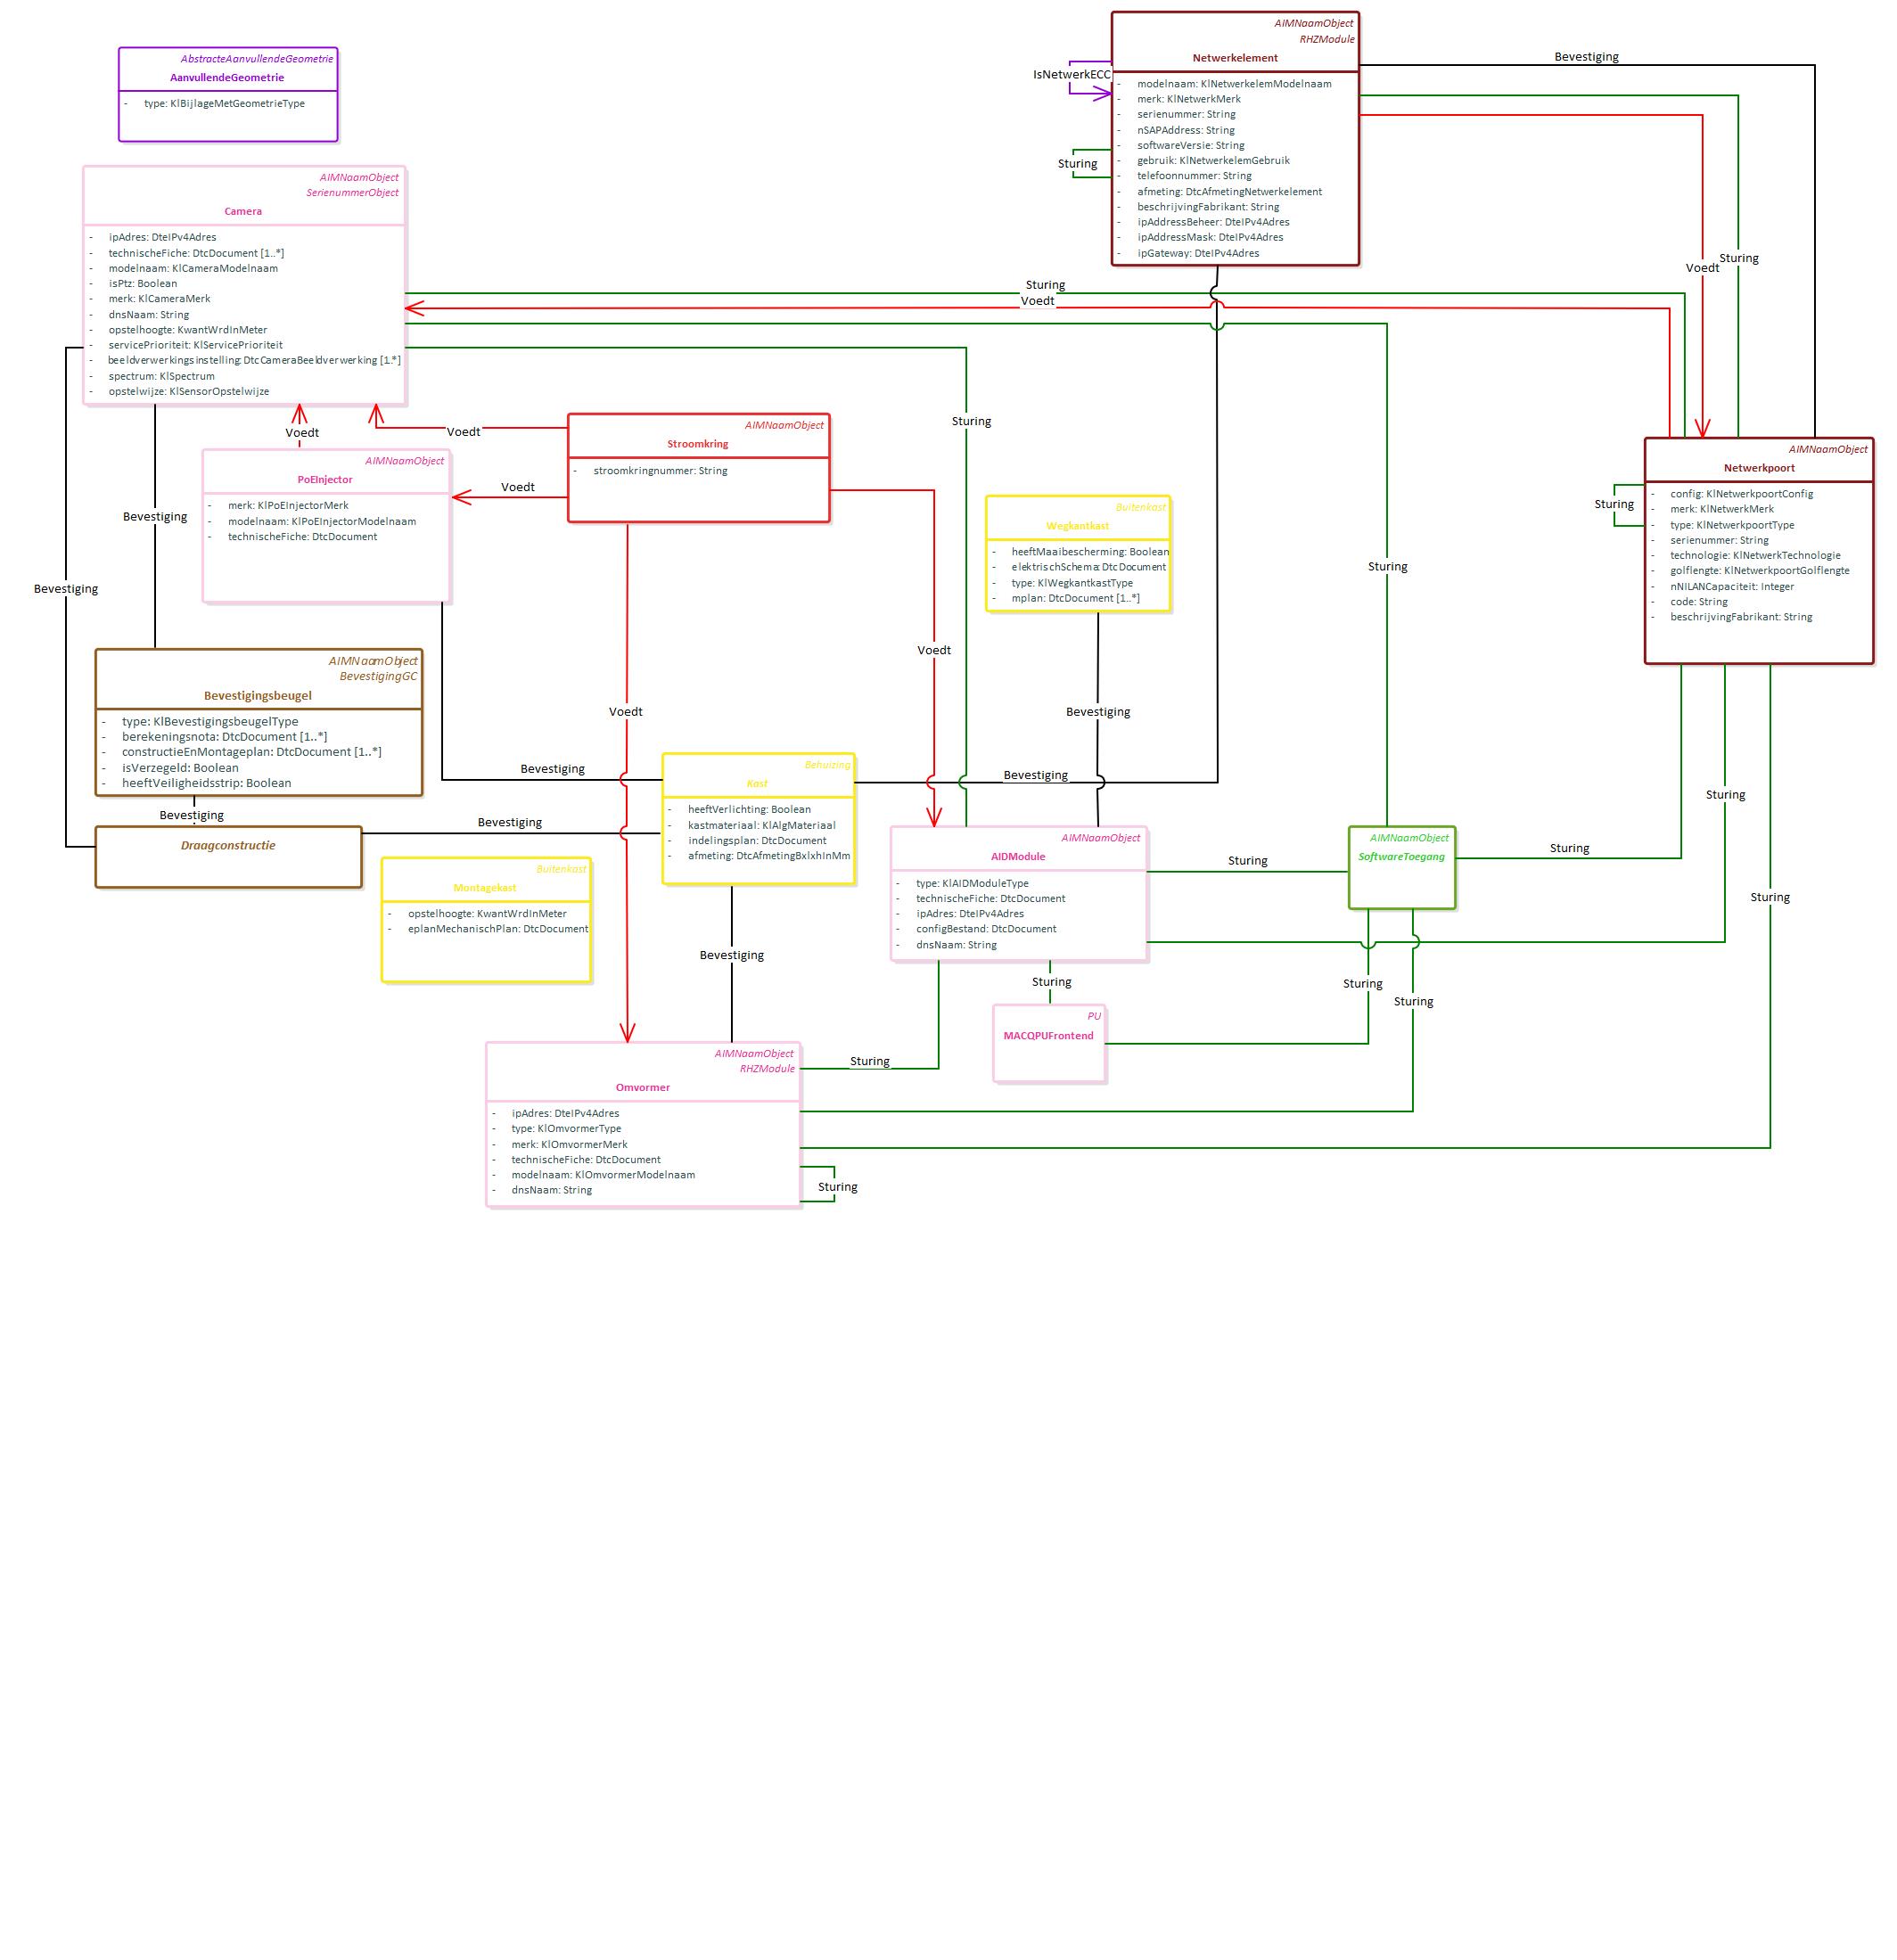 AbstracteAanvullendeGeometrie
AanvullendeGeometrie
- type: KlBijlageMetGeometrieType
AIMNaamObject
RHZModule
Netwerkelement
- modelnaam: KlNetwerkelemModelnaam
- merk: KlNetwerkMerk
- serienummer: String
- nSAPAddress: String
- softwareVersie: String
- gebruik: KlNetwerkelemGebruik
- telefoonnummer: String
- afmeting: DtcAfmetingNetwerkelement
- beschrijvingFabrikant: String
- ipAddressBeheer: DteIPv4Adres
- ipAddressMask: DteIPv4Adres
- ipGateway: DteIPv4Adres
IsNetwerkECC
Sturing
Bevestiging
Voedt
Sturing
AIMNaamObject
SerienummerObject
Camera
- ipAdres: DteIPv4Adres
- technischeFiche: DtcDocument [1..*]
- modelnaam: KlCameraModelnaam
- isPtz: Boolean
- merk: KlCameraMerk
- dnsNaam: String
- opstelhoogte: KwantWrdInMeter
- servicePrioriteit: KlServicePrioriteit
- beeldverwerkingsinstelling: DtcCameraBeeldverwerking [1.*]
- spectrum: KlSpectrum
- opstelwijze: KlSensorOpstelwijze
Sturing
Voedt
Sturing
Sturing
Voedt
Voedt
Voedt
AIMNaamObject
Stroomkring
- stroomkringnummer: String
AIMNaamObject
PoEInjector
- merk: KlPoEInjectorMerk
- modelnaam: KlPoEInjectorModelnaam
- technischeFiche: DtcDocument
Buitenkast
Wegkantkast
- heeftMaaibescherming: Boolean
- elektrischSchema: DtcDocument
- type: KlWegkantkastType
- mplan: DtcDocument [1..*]
AIMNaamObject
Netwerkpoort
- config: KlNetwerkpoortConfig
- merk: KlNetwerkMerk
- type: KlNetwerkpoortType
- serienummer: String
- technologie: KlNetwerkTechnologie
- golflengte: KlNetwerkpoortGolflengte
- nNILANCapaciteit: Integer
- code: String
- beschrijvingFabrikant: String
Sturing
Bevestiging
Bevestiging
Voedt
Voedt
Bevestiging
AIMNaamObject
BevestigingGC
Bevestigingsbeugel
- type: KlBevestigingsbeugelType
- berekeningsnota: DtcDocument [1..*]
- constructieEnMontageplan: DtcDocument [1..*]
- isVerzegeld: Boolean
- heeftVeiligheidsstrip: Boolean
Bevestiging
Bevestiging
Bevestiging
Bevestiging
Draagconstructie
Behuizing
Kast
- heeftVerlichting: Boolean
- kastmateriaal: KlAlgMateriaal
- indelingsplan: DtcDocument
- afmeting: DtcAfmetingBxlxhInMm
Buitenkast
Montagekast
- opstelhoogte: KwantWrdInMeter
- eplanMechanischPlan: DtcDocument
AIMNaamObject
AIDModule
- type: KlAIDModuleType
- technischeFiche: DtcDocument
- ipAdres: DteIPv4Adres
- configBestand: DtcDocument
- dnsNaam: String
Sturing
AIMNaamObject
SoftwareToegang
Sturing
Sturing
Sturing
Bevestiging
Sturing
Sturing
Sturing
PU
MACQPUFrontend
AIMNaamObject
RHZModule
Omvormer
- ipAdres: DteIPv4Adres
- type: KlOmvormerType
- merk: KlOmvormerMerk
- technischeFiche: DtcDocument
- modelnaam: KlOmvormerModelnaam
- dnsNaam: String
Sturing
Sturing